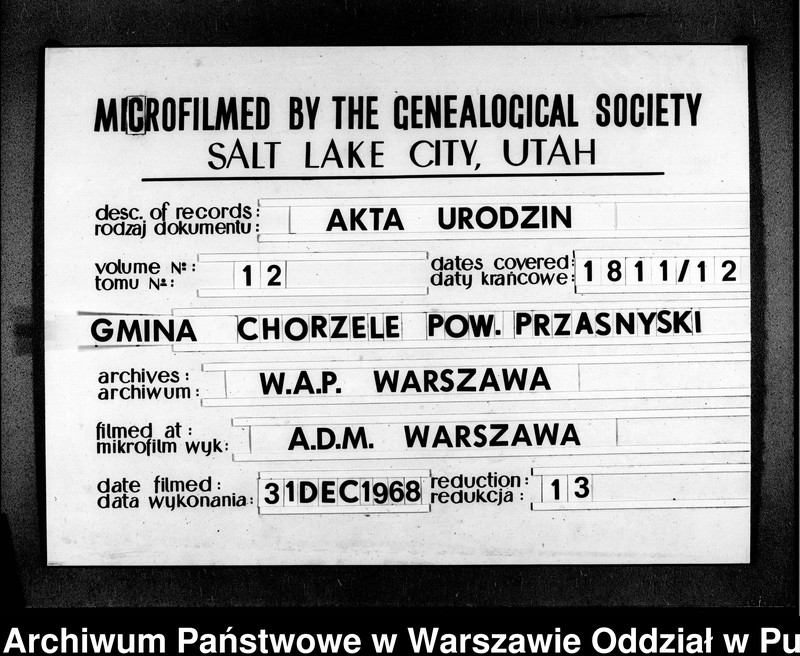 MICROFILMED BY THE GENEALOGICAL SOCIETY
SALT LAKE CITY, UTAH
desc. of records:
rodzaj dokumentu:
AKTA URODZIN
volume №:
tomu №:
12
dates covered:
daty krańcowe:
1811/12
GMINA CHORZELE POW. PRZASNYSKI
archives:
archiwum:
W.A.P. WARSZAWA
filmed at:
mikrofilm wyk:
A.D.M. WARSZAWA
date filmed:
data wykonania:
31DEC1968
reduction:
redukcja:
13
Archiwum Państwowe w Warszawie Oddział w Pu